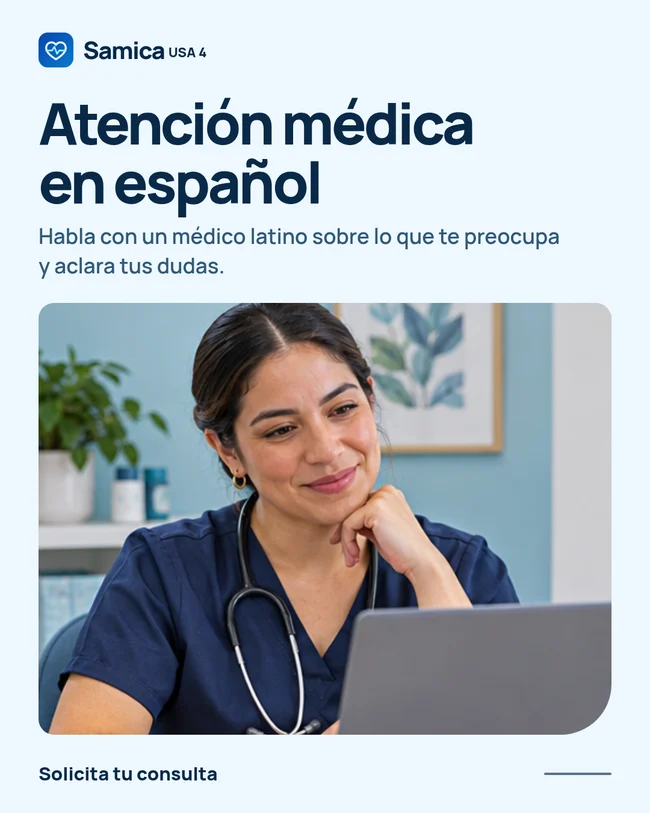 Samica USA 4
Atención médica
en español
Habla con un médico latino sobre lo que te preocupa
y aclara tus dudas.
Solicita tu consulta